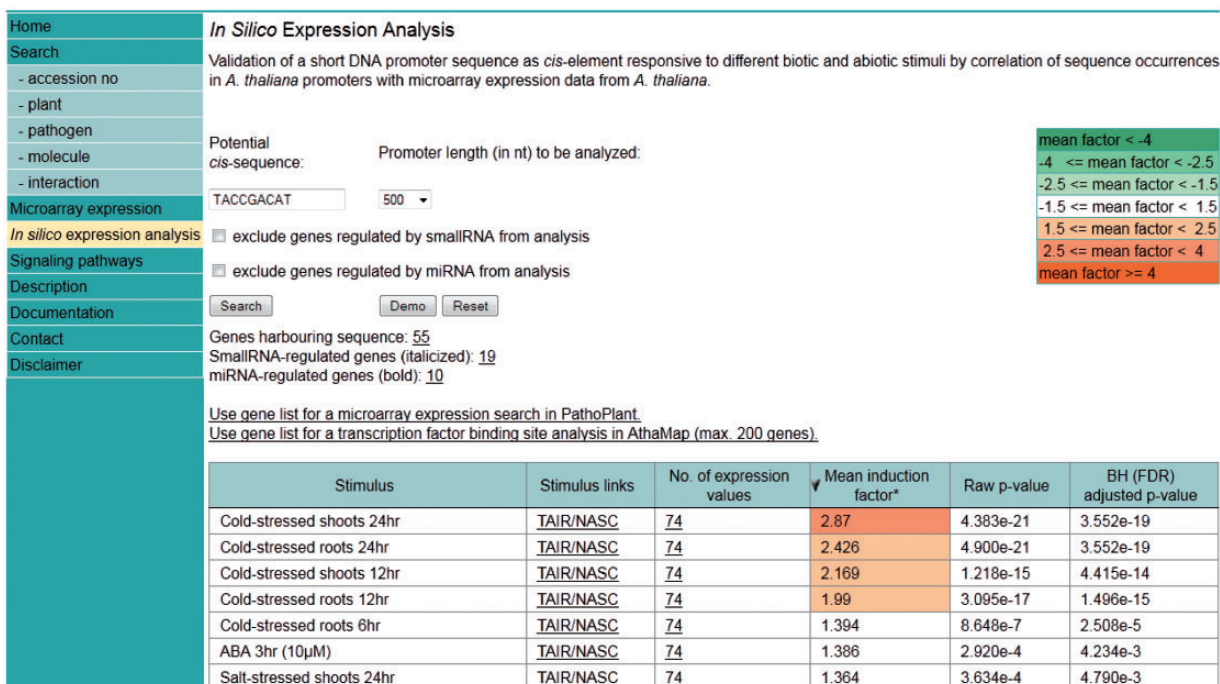 Home
Search
- accession no
- plant
- pathogen
- molecule
- interaction
Microarray expression
In silico expression analysis
Signaling pathways
Description
Documentation
Contact
Disclaimer
In Silico Expression Analysis
Validation of a short DNA promoter sequence as cis-element responsive to different biotic and abiotic stimuli by correlation of sequence occurrences
in A. thaliana promoters with microarray expression data from A. thaliana.
Potential
cis-sequence:
Promoter length (in nt) to be analyzed:
TACCGACAT 500
exclude genes regulated by smallRNA from analysis
exclude genes regulated by miRNA from analysis
Search Demo Reset
mean factor < -4
-4 <= mean factor < -2.5
-2.5 <= mean factor < -1.5
-1.5 <= mean factor < 1.5
1.5 <= mean factor < 2.5
2.5 <= mean factor < 4
mean factor >= 4
Genes harbouring sequence: 55
SmallRNA-regulated genes (italicized): 19
miRNA-regulated genes (bold): 10
Use gene list for a microarray expression search in PathoPlant.
Use gene list for a transcription factor binding site analysis in AthaMap (max. 200 genes).
Stimulus Stimulus links No. of expression values Mean induction factor* Raw p-value BH (FDR) adjusted p-value
Cold-stressed shoots 24hr TAIR/NASC 74 2.87 4.383e-21 3.552e-19
Cold-stressed roots 24hr TAIR/NASC 74 2.426 4.900e-21 3.552e-19
Cold-stressed shoots 12hr TAIR/NASC 74 2.169 1.218e-15 4.415e-14
Cold-stressed roots 12hr TAIR/NASC 74 1.99 3.095e-17 1.496e-15
Cold-stressed roots 6hr TAIR/NASC 74 1.394 8.648e-7 2.508e-5
ABA 3hr (10µM) TAIR/NASC 74 1.386 2.920e-4 4.234e-3
Salt-stressed shoots 24hr TAIR/NASC 74 1.364 3.634e-4 4.790e-3